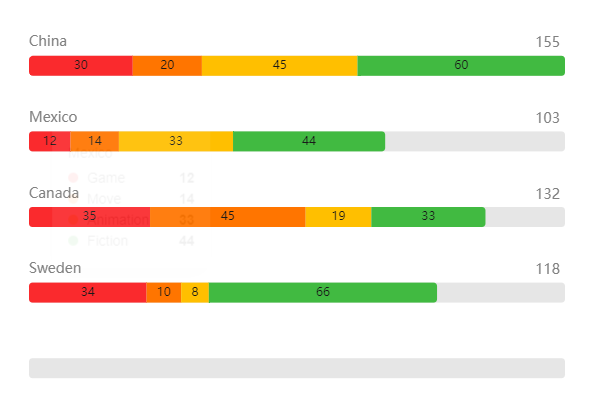 China 155
30 20 45 60
Mexico 103
12 14 33 44
Mexico
Game 12
Move 14
Canada 132
35 45 19 33
Animation 33
Fiction 44
Sweden 118
34 10 8 66